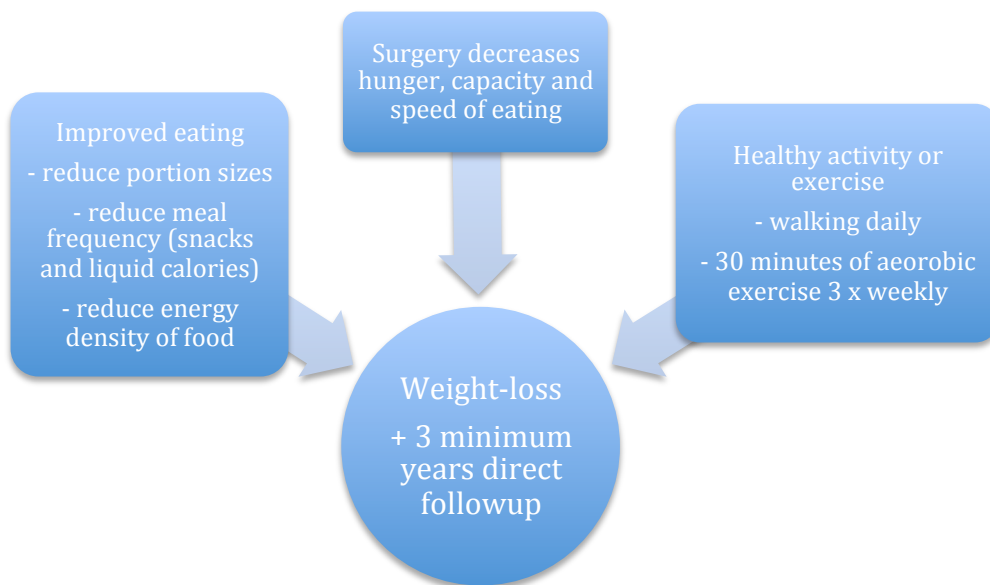 Surgery decreases
hunger, capacity and
speed of eating
Improved eating
- reduce portion sizes
- reduce meal
frequency (snacks
and liquid calories)
- reduce energy
density of food
Healthy activity or
exercise
- walking daily
- 30 minutes of aeorobic
exercise 3 x weekly
Weight-loss
+ 3 minimum
years direct
followup